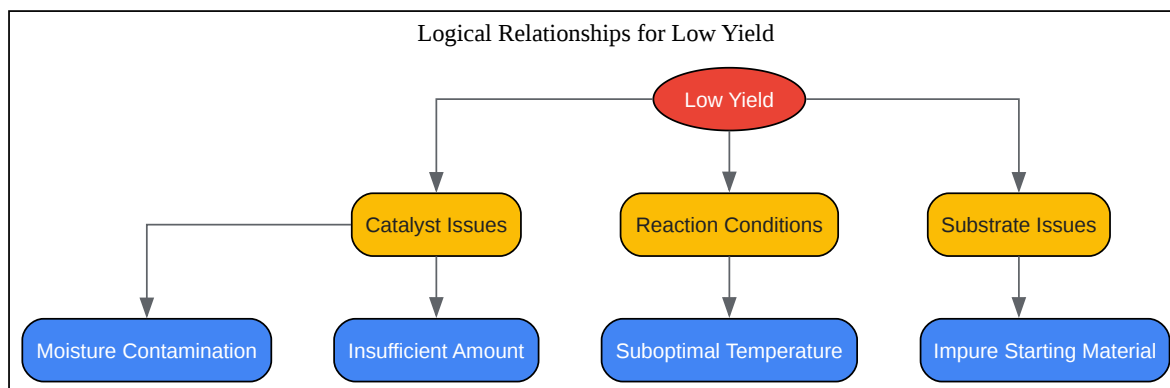 Logical Relationships for Low Yield
Low Yield
Catalyst Issues
Reaction Conditions
Substrate Issues
Moisture Contamination
Insufficient Amount
Suboptimal Temperature
Impure Starting Material